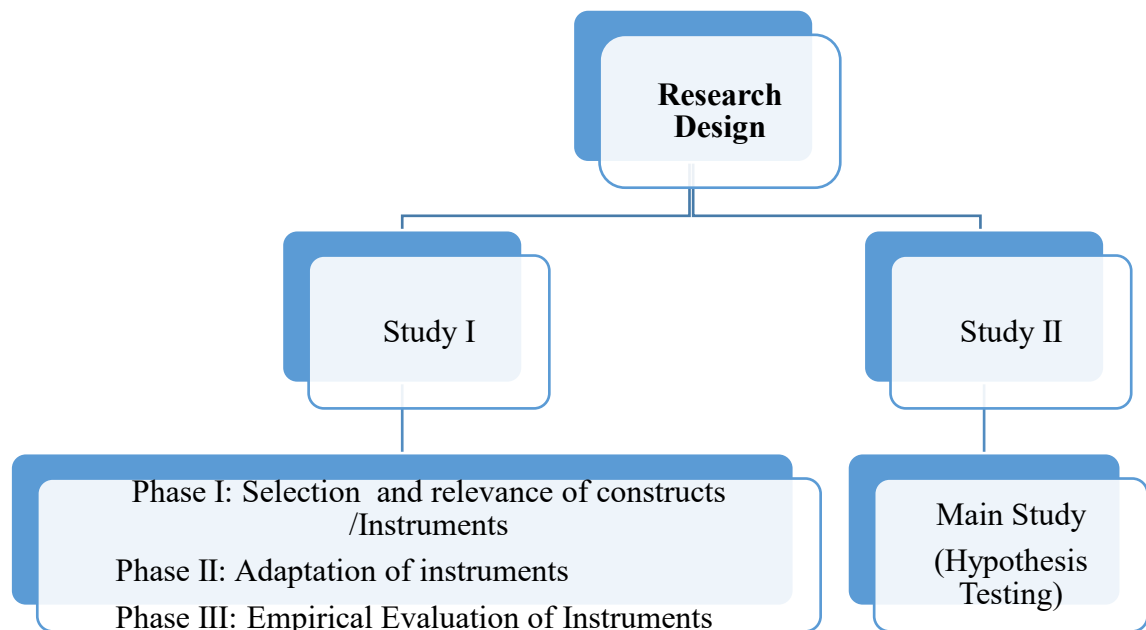 Research
Design
Study I
Study II
Phase I: Selection and relevance of constructs
/Instruments
Phase II: Adaptation of instruments
Phase III: Empirical Evaluation of Instruments
Main Study
(Hypothesis
Testing)